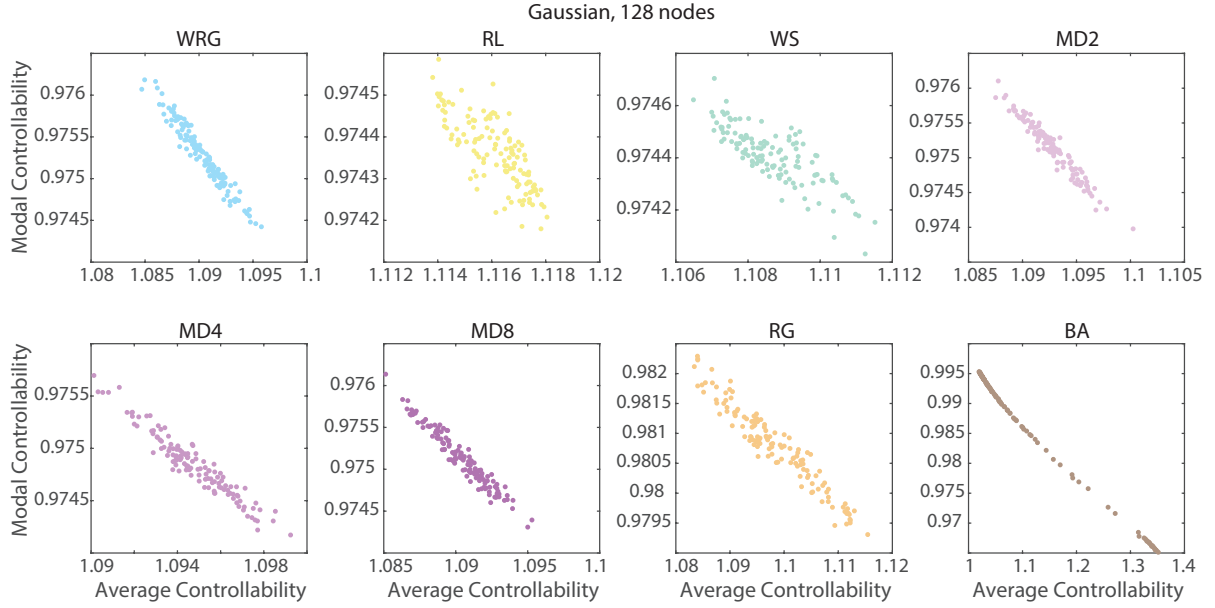 Gaussian, 128 nodes
WRG
RL
WS
MD2
Modal Controllability
0.976
0.9755
0.975
0.9745
1.08 1.085 1.09 1.095 1.1
0.9745
0.9744
0.9743
0.9742
1.112 1.114 1.116 1.118 1.12
0.9746
0.9744
0.9742
1.106 1.108 1.11 1.112
0.976
0.9755
0.975
0.9745
0.974
1.085 1.09 1.095 1.1 1.105
MD4
MD8
RG
BA
Modal Controllability
0.9755
0.975
0.9745
1.09 1.094 1.098
Average Controllability
0.976
0.9755
0.975
0.9745
1.085 1.09 1.095 1.1
Average Controllability
0.982
0.9815
0.981
0.9805
0.98
0.9795
1.08 1.09 1.1 1.11 1.12
Average Controllability
0.995
0.99
0.985
0.98
0.975
0.97
1 1.1 1.2 1.3 1.4
Average Controllability